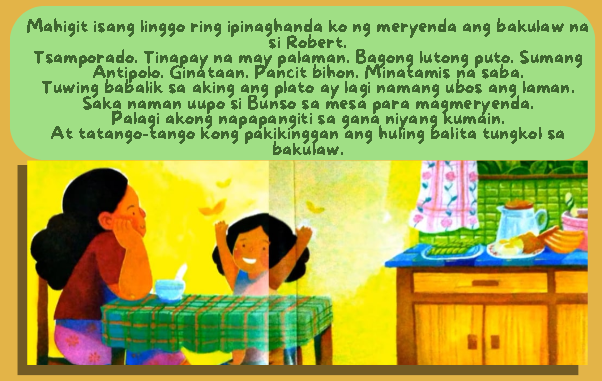 Mahigit isang linggo ring ipinaghanda ko ng meryenda ang bakulaw na
si Robert.
Tsamporado. Tinapay na may palaman. Bagong lutong puto. Sumang
Antipolo. Ginataan. Pancit bihon. Minatamis na saba.
Tuwing babalik sa aking ang plato ay lagi namang ubos ang laman.
Saka naman uupo si Bunso sa mesa para magmeryenda.
Palagi akong napapangiti sa gana niyang kumain.
At tatango-tango kong pakikinggan ang huling balita tungkol sa
bakulaw.